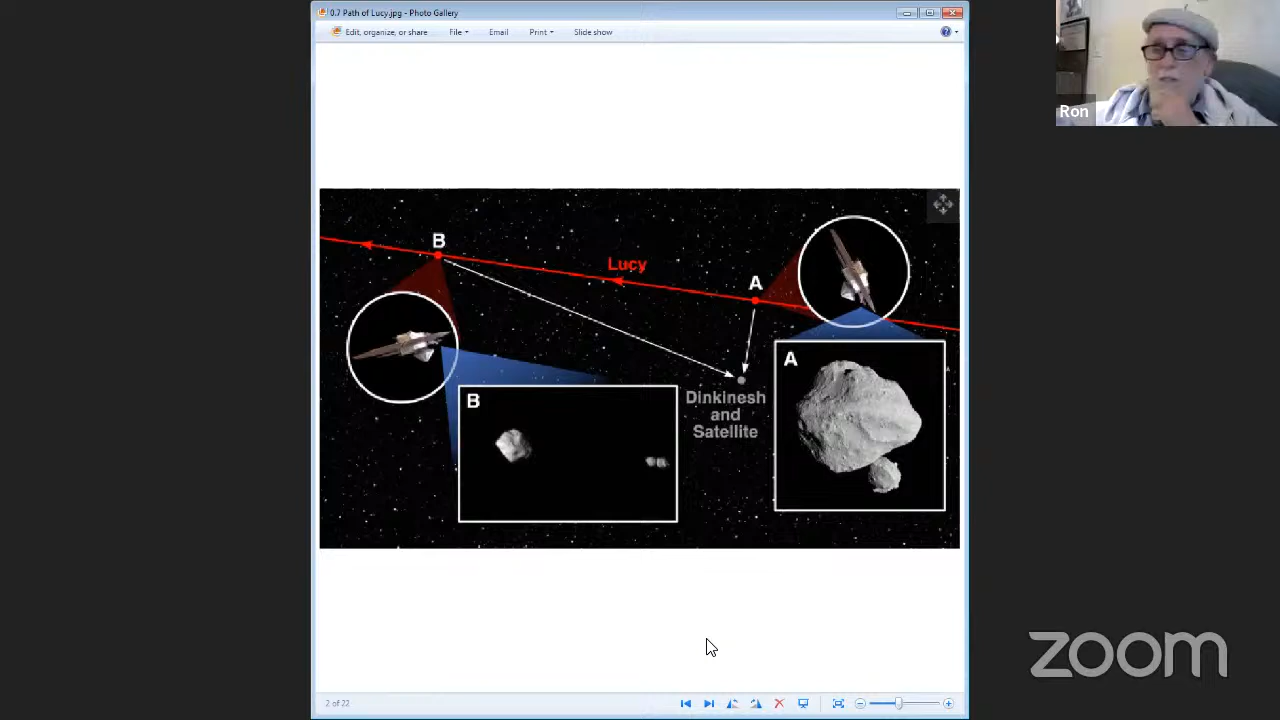 0.7 Path of Lucy.jpg - Photo Gallery
Edit, organize, or share File Email Print Slide show
Ron
B
Lucy
A
A
Dinkinesh
and
Satellite
B
2 of 22
zoom